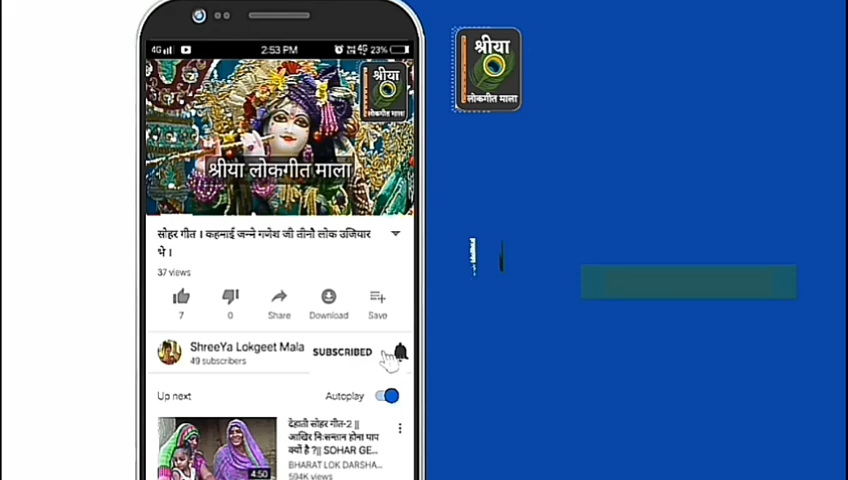 4G
2:53 PM
4G 23%
श्रीया
लोकगीत माला
श्रीया लोकगीत माला
श्रीया
लोकगीत माला
सोहर गीत । कहमाई जन्मे गणेश जी तीनौ लोक उजियार
भे ।
37 views
7
0
Share
Download
Save
ShreeYa Lokgeet Mala
49 subscribers
SUBSCRIBED
Up next
Autoplay
देहाती सोहर गीत-2 ||
आखिर निःसन्तान होना पाप
क्यों है ?|| SOHAR GE...
BHARAT LOK DARSHA...
594K views
4:50